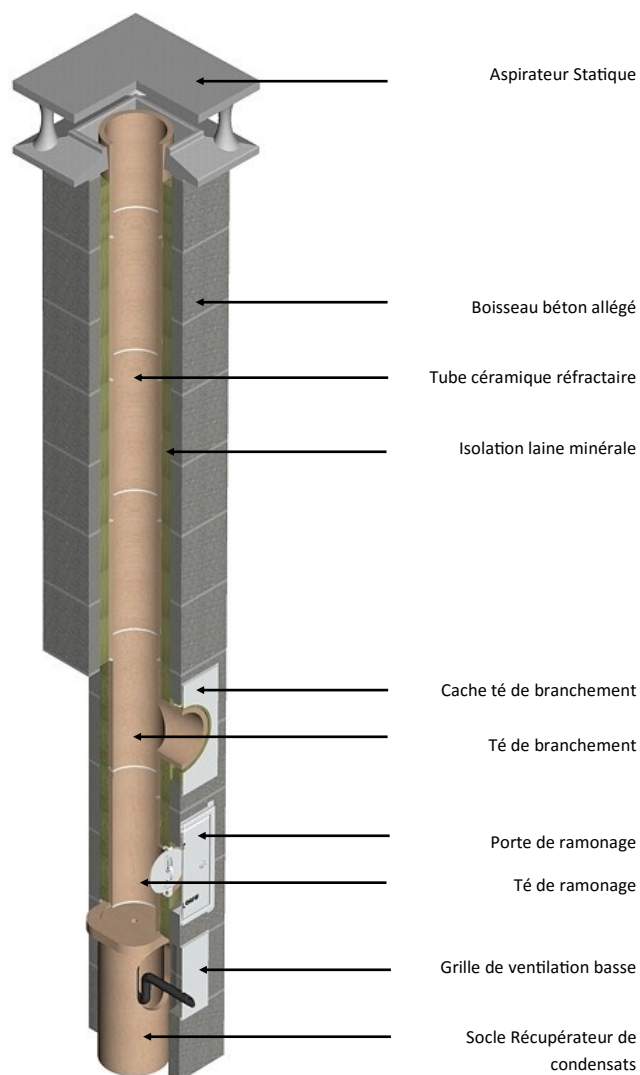 Aspirateur Statique
Boisseau béton allégé
Tube céramique réfractaire
Isolation laine minérale
Cache té de branchement
Té de branchement
Porte de ramonage
Té de ramonage
Grille de ventilation basse
Socle Récupérateur de
condensats